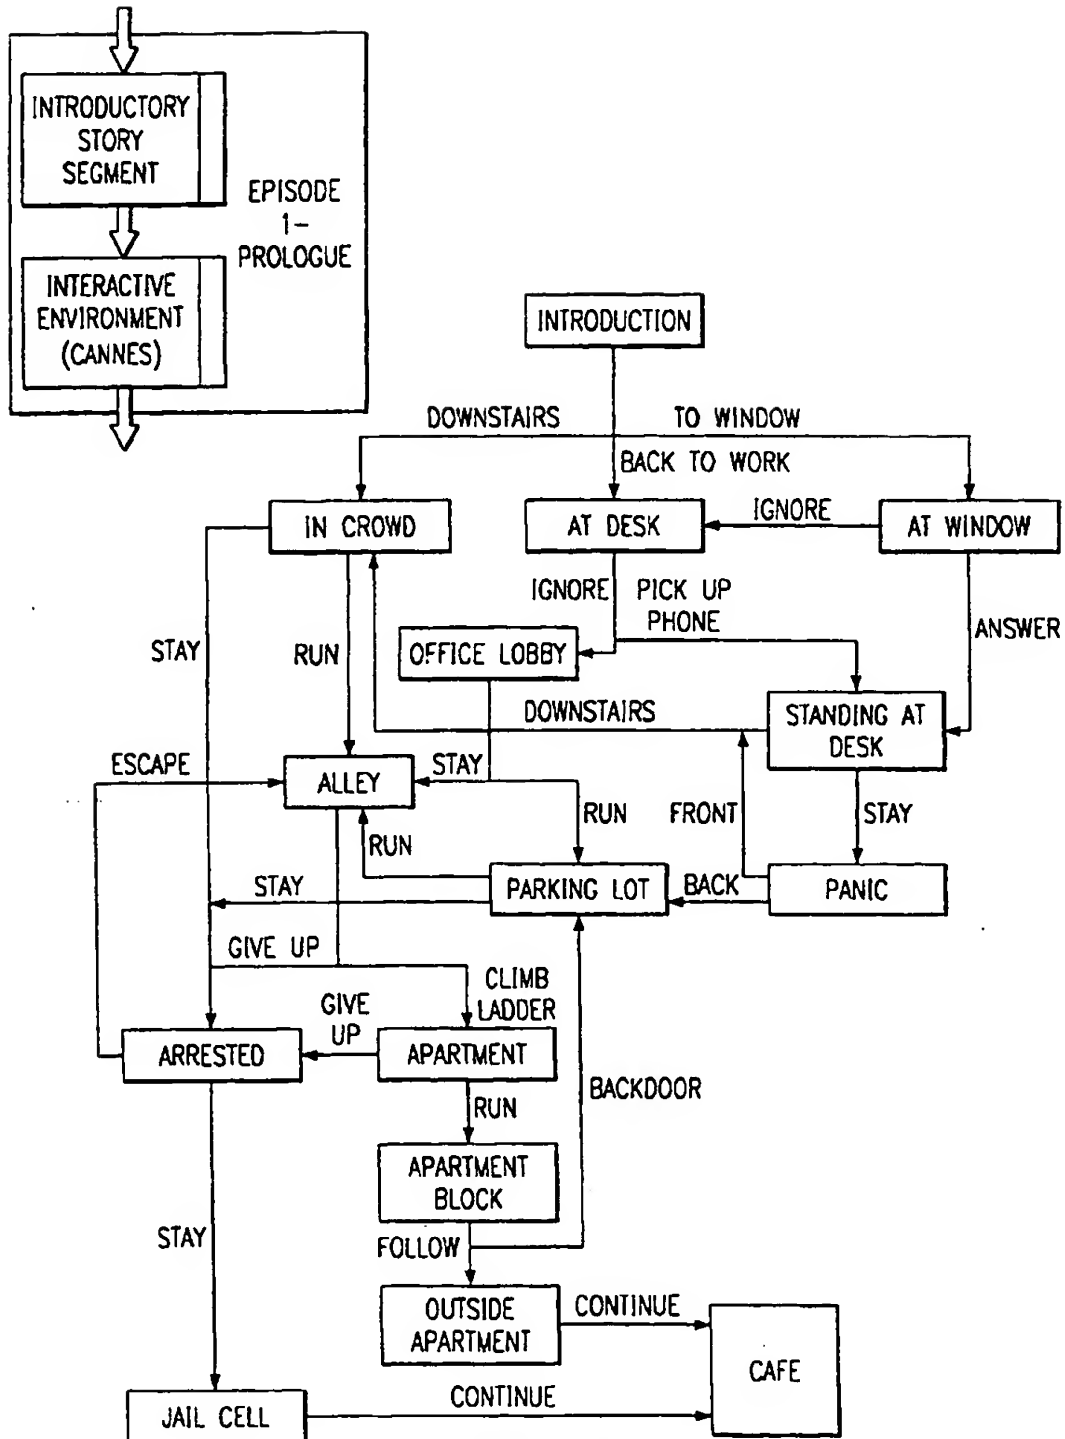 INTRODUCTORY
STORY
SEGMENT
EPISODE
1-
PROLOGUE
INTERACTIVE
ENVIRONMENT
(CANNES)
INTRODUCTION
DOWNSTAIRS
TO WINDOW
BACK TO WORK
IN CROWD
AT DESK
IGNORE
AT WINDOW
IGNORE
PICK UP
PHONE
ANSWER
STAY
RUN
OFFICE LOBBY
DOWNSTAIRS
STANDING AT
DESK
ESCAPE
ALLEY
STAY
RUN
FRONT
STAY
RUN
STAY
PARKING LOT
BACK
PANIC
GIVE UP
CLIMB
LADDER
GIVE
UP
ARRESTED
APARTMENT
BACKDOOR
RUN
APARTMENT
BLOCK
STAY
FOLLOW
OUTSIDE
APARTMENT
CONTINUE
CAFE
JAIL CELL
CONTINUE